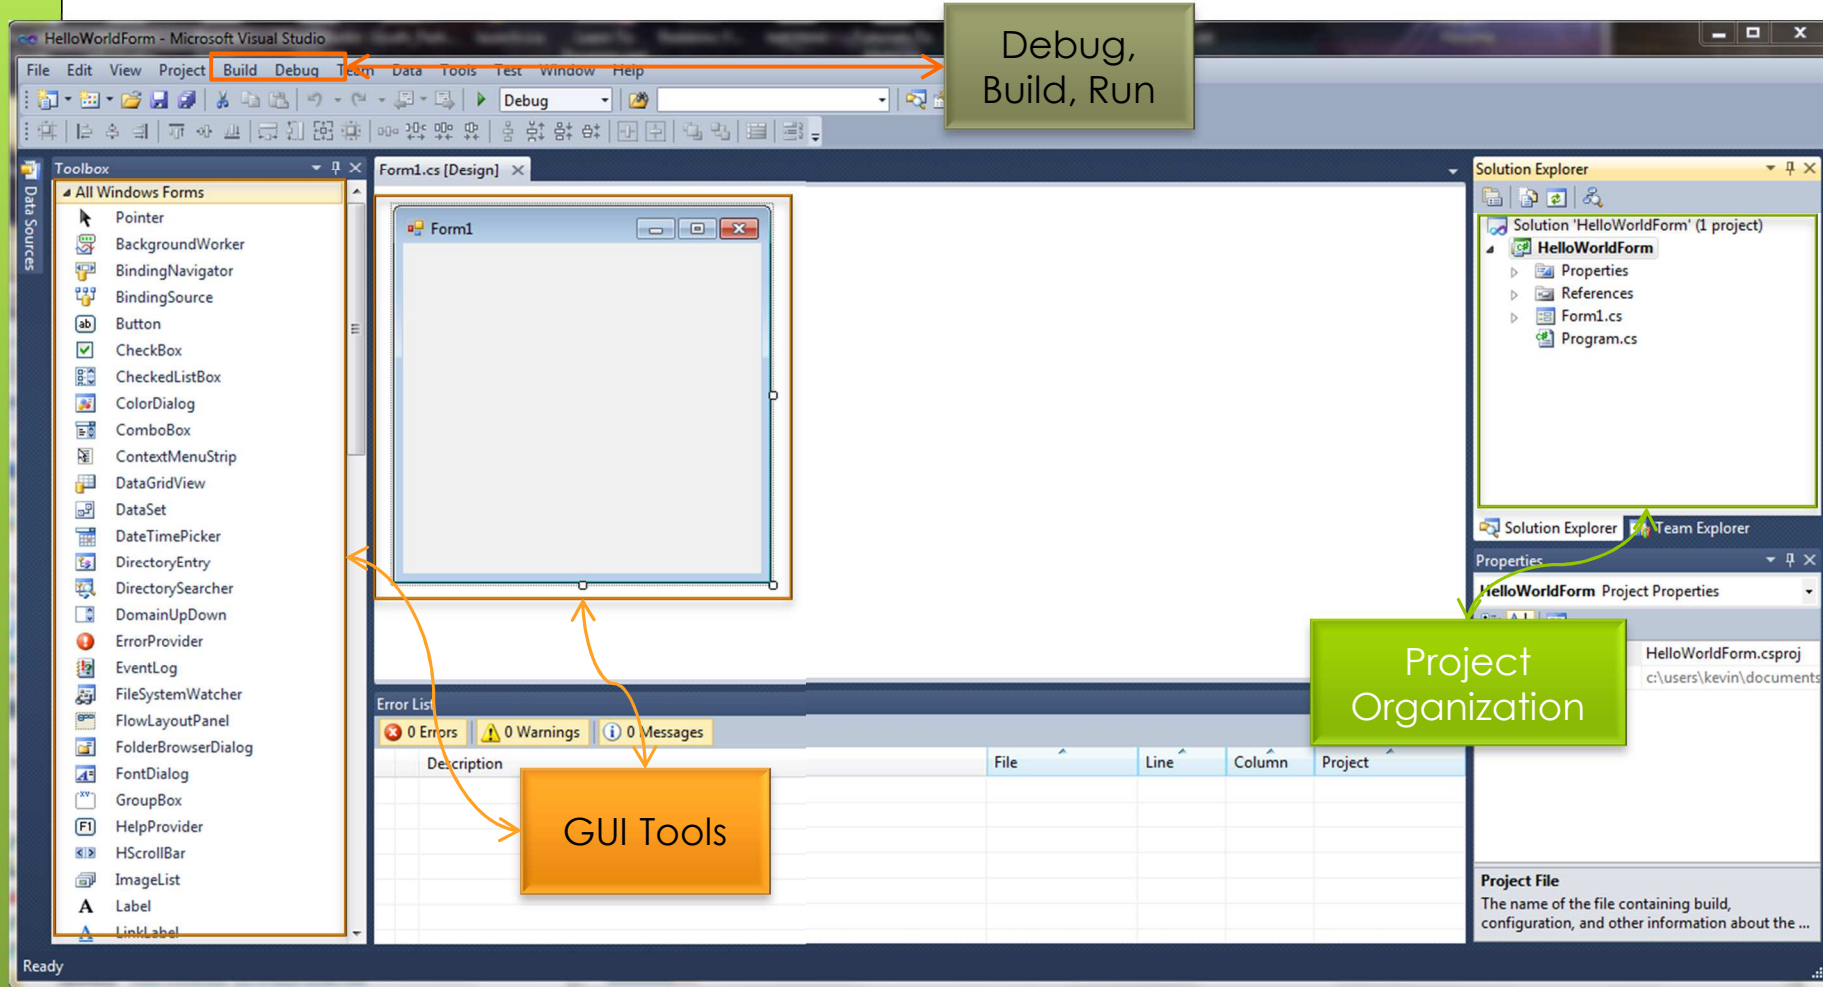 HelloWorldForm - Microsoft Visual Studio
File Edit View Project Build Debug Team Data Tools Test Window Help
Debug
Debug,
Build, Run
Data Sources
Toolbox
All Windows Forms
Pointer
BackgroundWorker
BindingNavigator
BindingSource
Button
CheckBox
CheckedListBox
ColorDialog
ComboBox
ContextMenuStrip
DataGridView
DataSet
DateTimePicker
DirectoryEntry
DirectorySearcher
DomainUpDown
ErrorProvider
EventLog
FileSystemWatcher
FlowLayoutPanel
FolderBrowserDialog
FontDialog
GroupBox
HelpProvider
HScrollBar
ImageList
Label
LinkLabel
Form1.cs [Design]
Form1
Error List
0 Errors 0 Warnings 0 Messages
Description File Line Column Project
GUI Tools
Solution Explorer
Solution 'HelloWorldForm' (1 project)
HelloWorldForm
Properties
References
Form1.cs
Program.cs
Solution Explorer Team Explorer
Properties
HelloWorldForm Project Properties
HelloWorldForm.csproj
c:\users\kevin\documents
Project
Organization
Project File
The name of the file containing build,
configuration, and other information about the ...
Ready